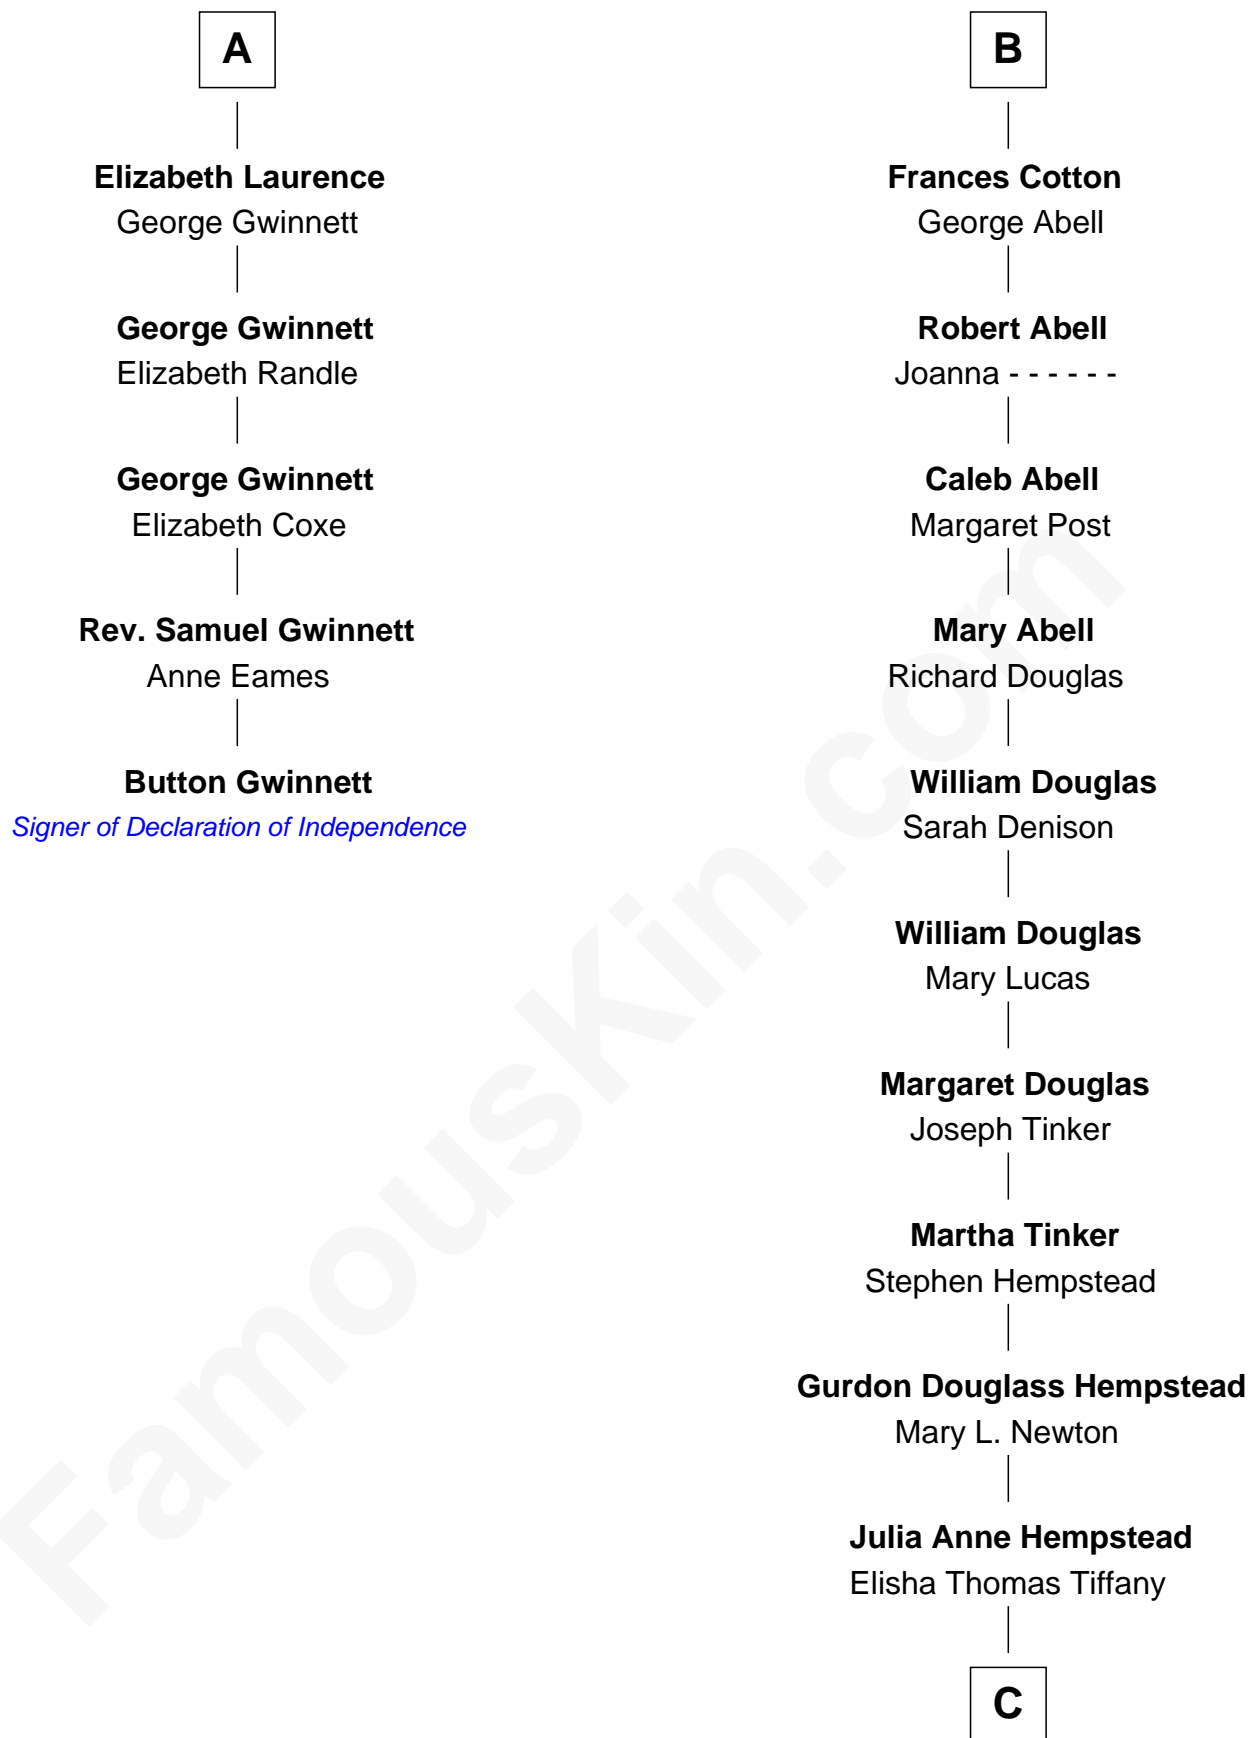 A
Elizabeth Laurence
George Gwinnett
George Gwinnett
Elizabeth Randle
George Gwinnett
Elizabeth Coxe
Rev. Samuel Gwinnett
Anne Eames
Button Gwinnett
Signer of Declaration of Independence
B
Frances Cotton
George Abell
Robert Abell
Joanna - - - - - -
Caleb Abell
Margaret Post
Mary Abell
Richard Douglas
William Douglas
Sarah Denison
William Douglas
Mary Lucas
Margaret Douglas
Joseph Tinker
Martha Tinker
Stephen Hempstead
Gurdon Douglass Hempstead
Mary L. Newton
Julia Anne Hempstead
Elisha Thomas Tiffany
C
FamousKin.com